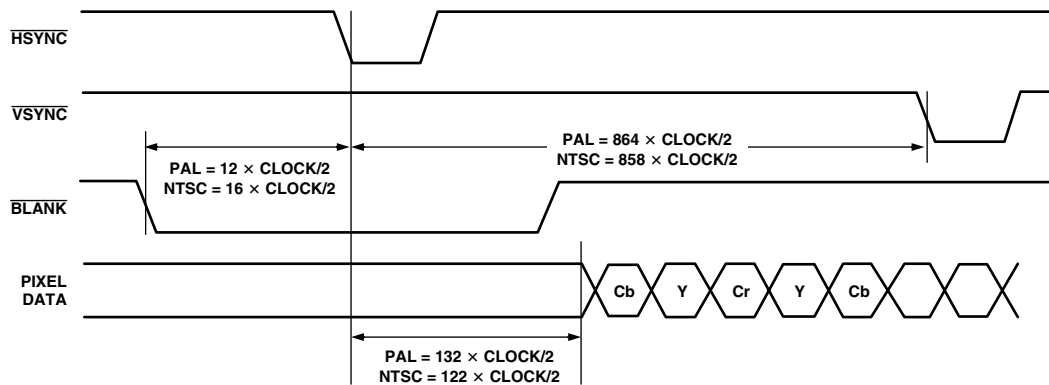 HSYNC
VSYNC
PAL = 12 × CLOCK/2
NTSC = 16 × CLOCK/2
PAL = 864 × CLOCK/2
NTSC = 858 × CLOCK/2
BLANK
PIXEL
DATA
Cb Y Cr Y Cb
PAL = 132 × CLOCK/2
NTSC = 122 × CLOCK/2